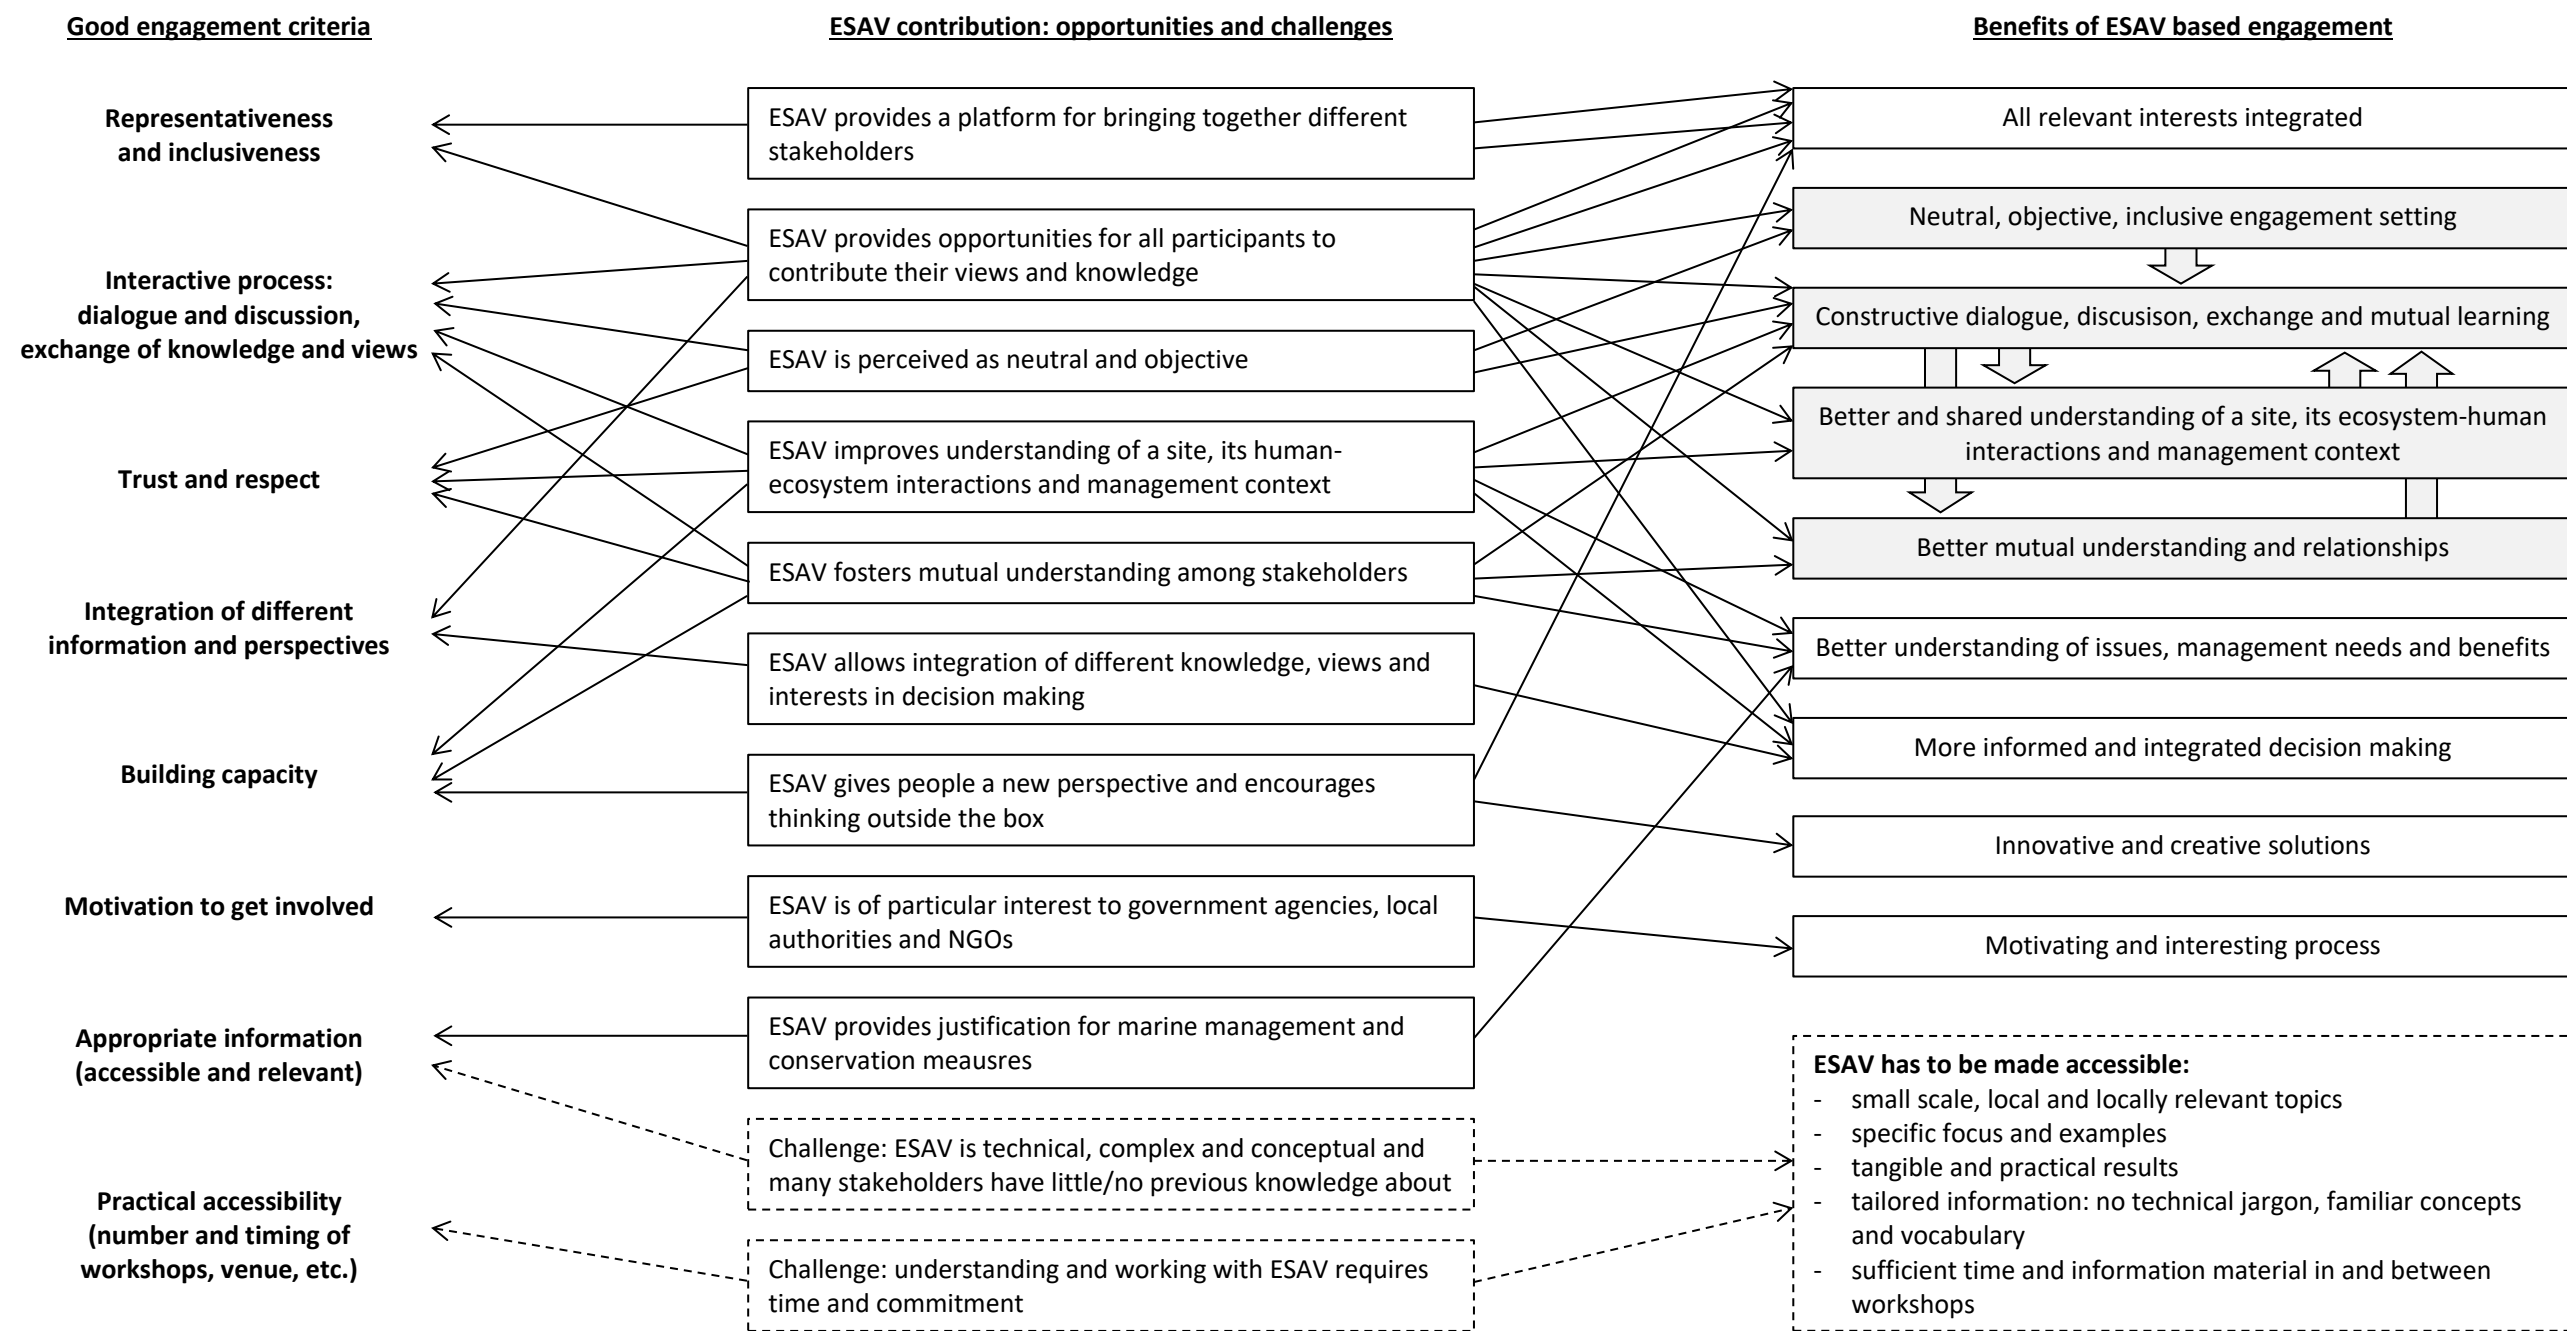 Good engagement criteria
Representativeness
and inclusiveness
Interactive process:
dialogue and discussion,
exchange of knowledge and views
Trust and respect
Integration of different
information and perspectives
Building capacity
Motivation to get involved
Appropriate information
(accessible and relevant)
Practical accessibility
(number and timing of
workshops, venue, etc.)
ESAV contribution: opportunities and challenges
ESAV provides a platform for bringing together different
stakeholders
ESAV provides opportunities for all participants to
contribute their views and knowledge
ESAV is perceived as neutral and objective
ESAV improves understanding of a site, its human-
ecosystem interactions and management context
ESAV fosters mutual understanding among stakeholders
ESAV allows integration of different knowledge, views and
interests in decision making
ESAV gives people a new perspective and encourages
thinking outside the box
ESAV is of particular interest to government agencies, local
authorities and NGOs
ESAV provides justification for marine management and
conservation meausres
Challenge: ESAV is technical, complex and conceptual and
many stakeholders have little/no previous knowledge about
Challenge: understanding and working with ESAV requires
time and commitment
Benefits of ESAV based engagement
All relevant interests integrated
Neutral, objective, inclusive engagement setting
Constructive dialogue, discusison, exchange and mutual learning
Better and shared understanding of a site, its ecosystem-human
interactions and management context
Better mutual understanding and relationships
Better understanding of issues, management needs and benefits
More informed and integrated decision making
Innovative and creative solutions
Motivating and interesting process
ESAV has to be made accessible:
- small scale, local and locally relevant topics
- specific focus and examples
- tangible and practical results
- tailored information: no technical jargon, familiar concepts
and vocabulary
- sufficient time and information material in and between
workshops